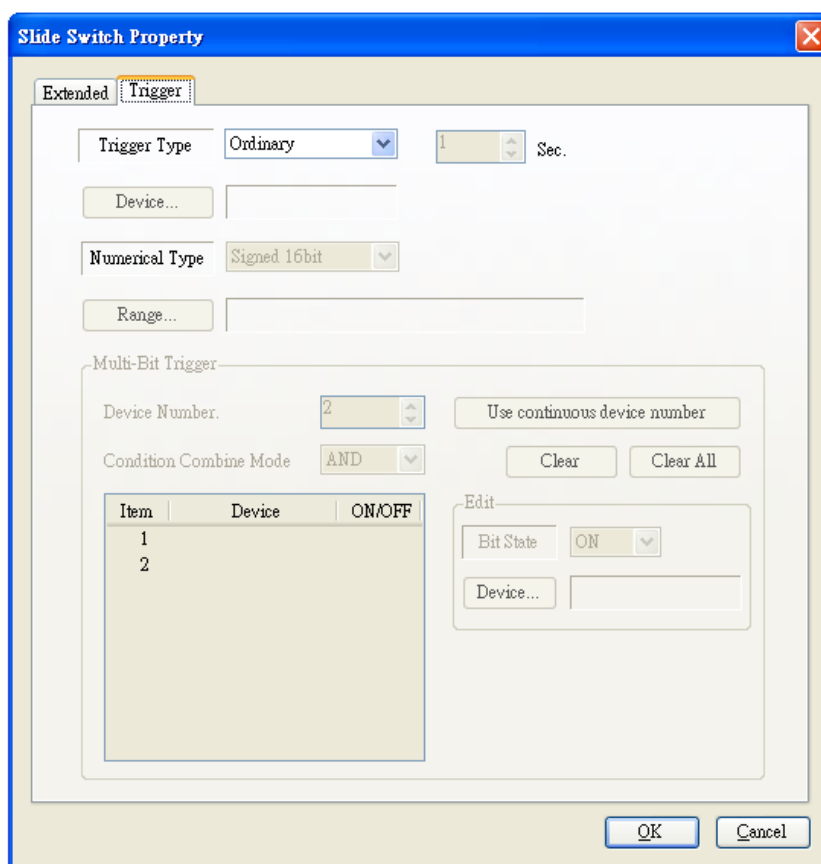 Slide Switch Property
Extended Trigger
Trigger Type Ordinary 1 Sec.
Device...
Numerical Type Signed 16bit
Range...
Multi-Bit Trigger
Device Number. 2 Use continuous device number
Condition Combine Mode AND Clear Clear All
Item Device ON/OFF
Edit
1
Bit State ON
2
Device...
OK Cancel